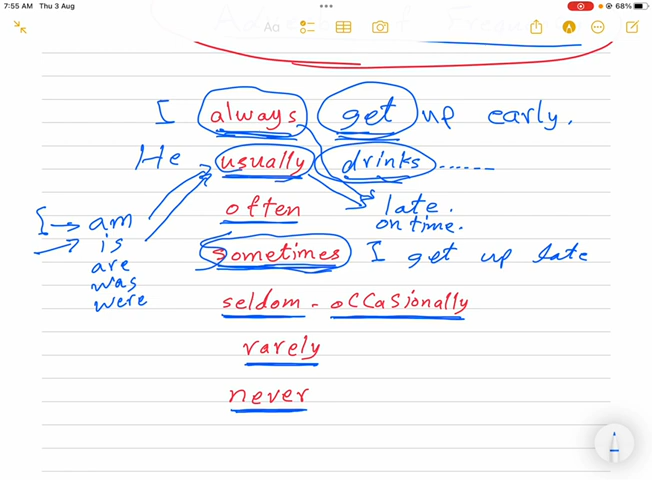 7:55 AM Thu 3 Aug
68%
Aa
I always get up early.
He usually drinks ......
often late.
on time.
I am
is
are
was
were
sometimes I get up late
seldom - occasionally
rarely
never